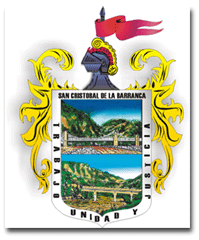 SAN CRISTOBAL DE LA BARRANCA
TRABAJO UNIDAD Y JUSTICIA